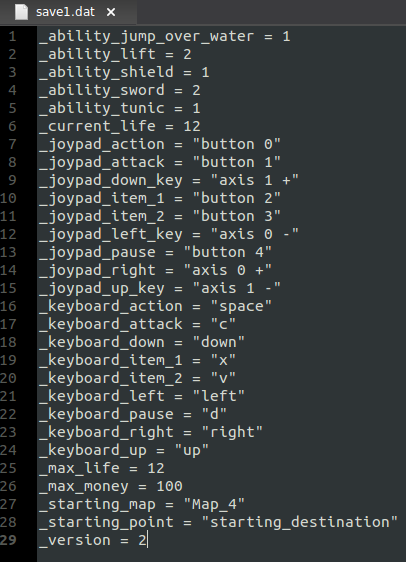 save1.dat ×
1 _ability_jump_over_water = 1
2 _ability_lift = 2
3 _ability_shield = 1
4 _ability_sword = 2
5 _ability_tunic = 1
6 _current_life = 12
7 _joypad_action = "button 0"
8 _joypad_attack = "button 1"
9 _joypad_down_key = "axis 1 +"
10 _joypad_item_1 = "button 2"
11 _joypad_item_2 = "button 3"
12 _joypad_left_key = "axis 0 -"
13 _joypad_pause = "button 4"
14 _joypad_right = "axis 0 +"
15 _joypad_up_key = "axis 1 -"
16 _keyboard_action = "space"
17 _keyboard_attack = "c"
18 _keyboard_down = "down"
19 _keyboard_item_1 = "x"
20 _keyboard_item_2 = "v"
21 _keyboard_left = "left"
22 _keyboard_pause = "d"
23 _keyboard_right = "right"
24 _keyboard_up = "up"
25 _max_life = 12
26 _max_money = 100
27 _starting_map = "Map_4"
28 _starting_point = "starting_destination"
29 _version = 2